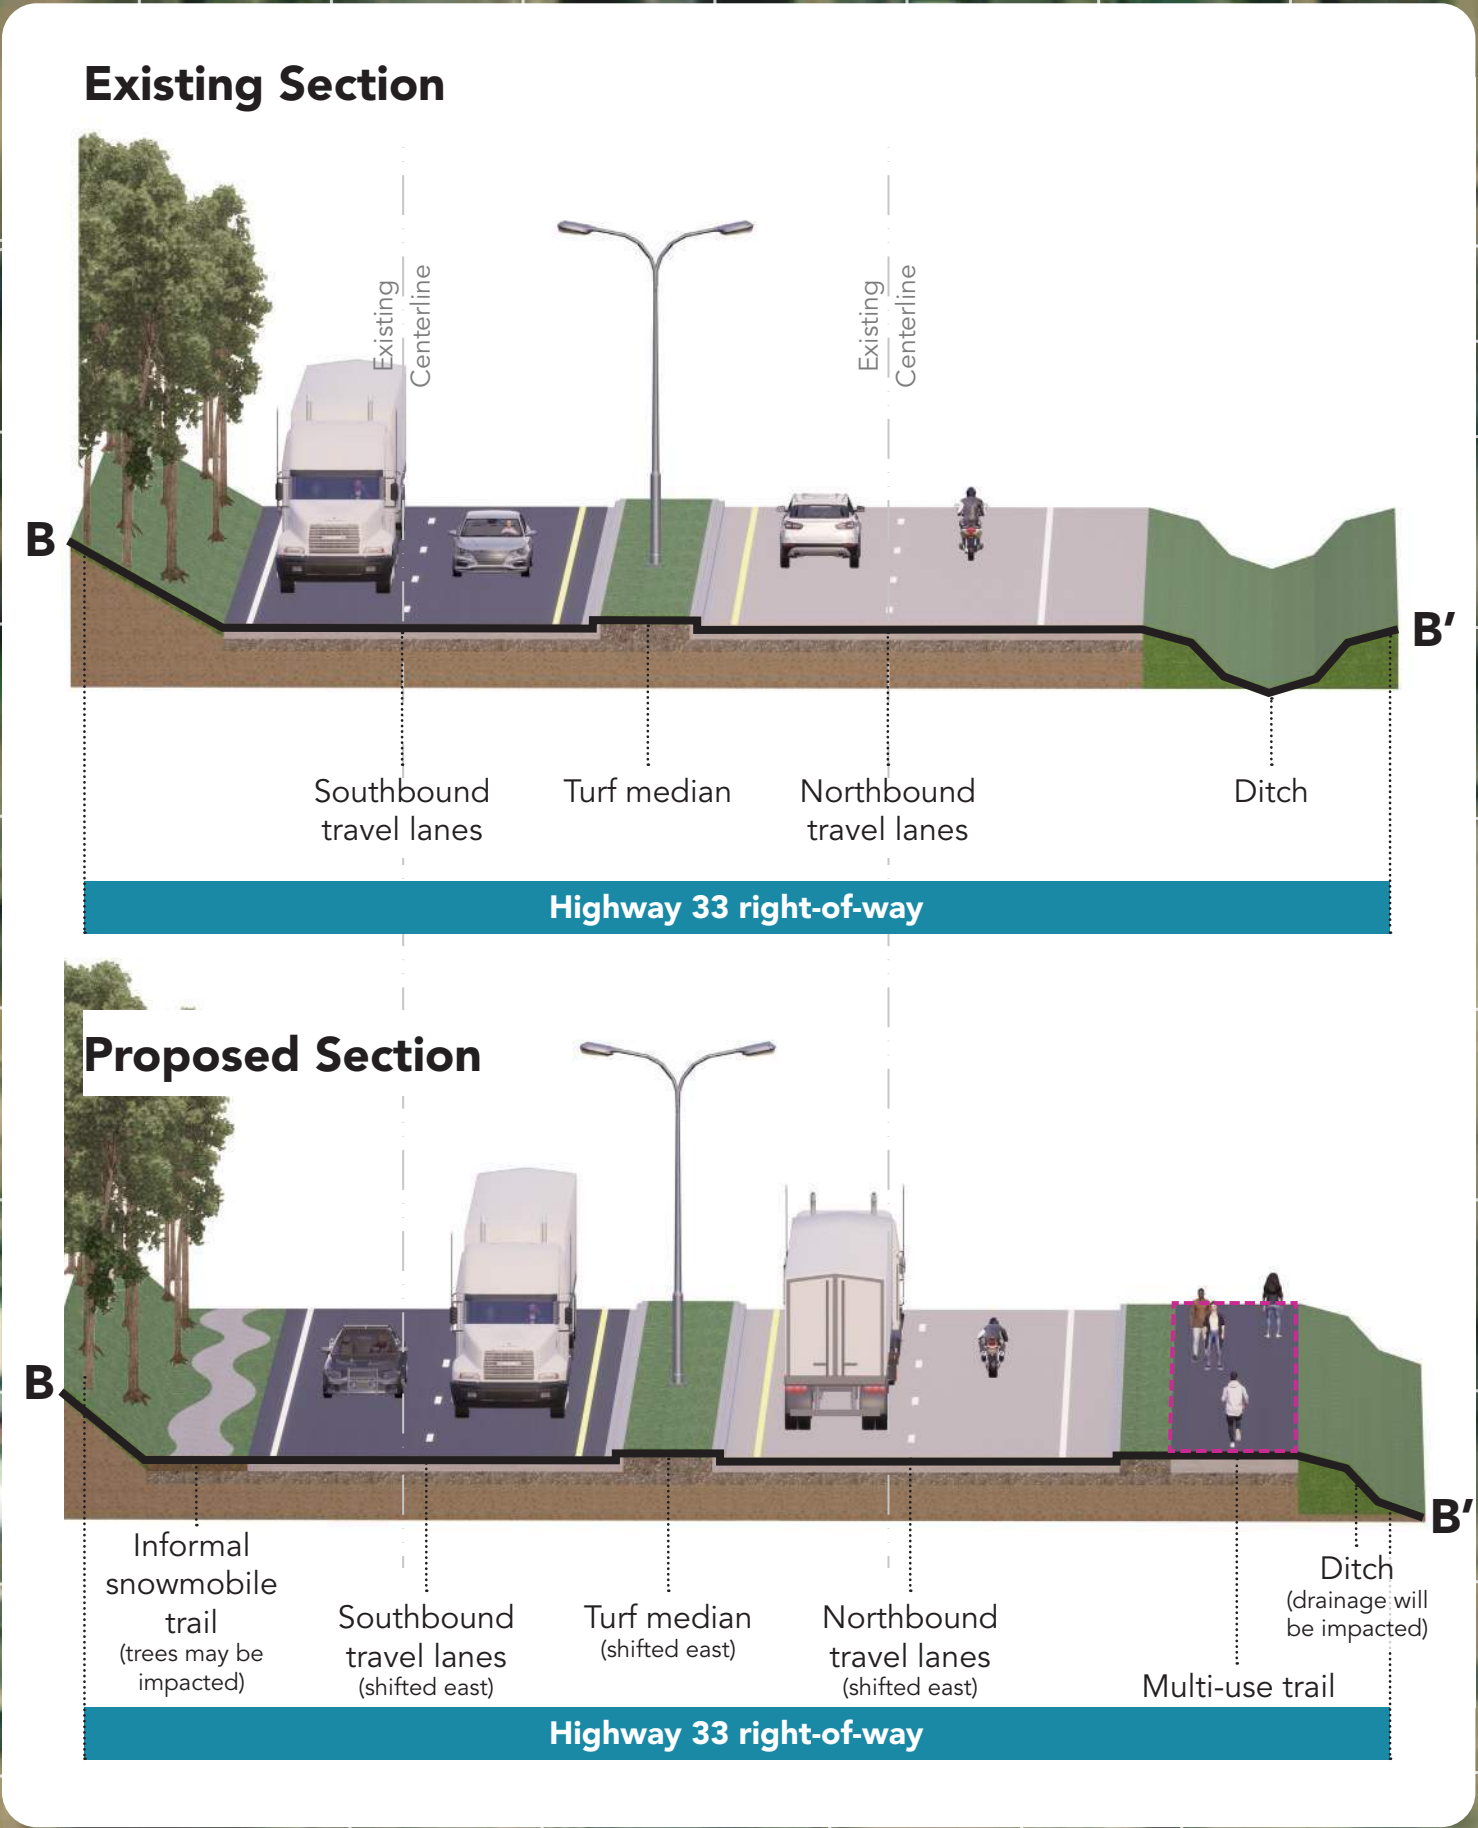 Existing Section
Existing
Centerline
Existing
Centerline
B
B'
Southbound
travel lanes
Turf median
Northbound
travel lanes
Ditch
Highway 33 right-of-way
Proposed Section
B
B'
Informal
snowmobile
trail
(trees may be
impacted)
Southbound
travel lanes
(shifted east)
Turf median
(shifted east)
Northbound
travel lanes
(shifted east)
Multi-use trail
Ditch
(drainage will
be impacted)
Highway 33 right-of-way